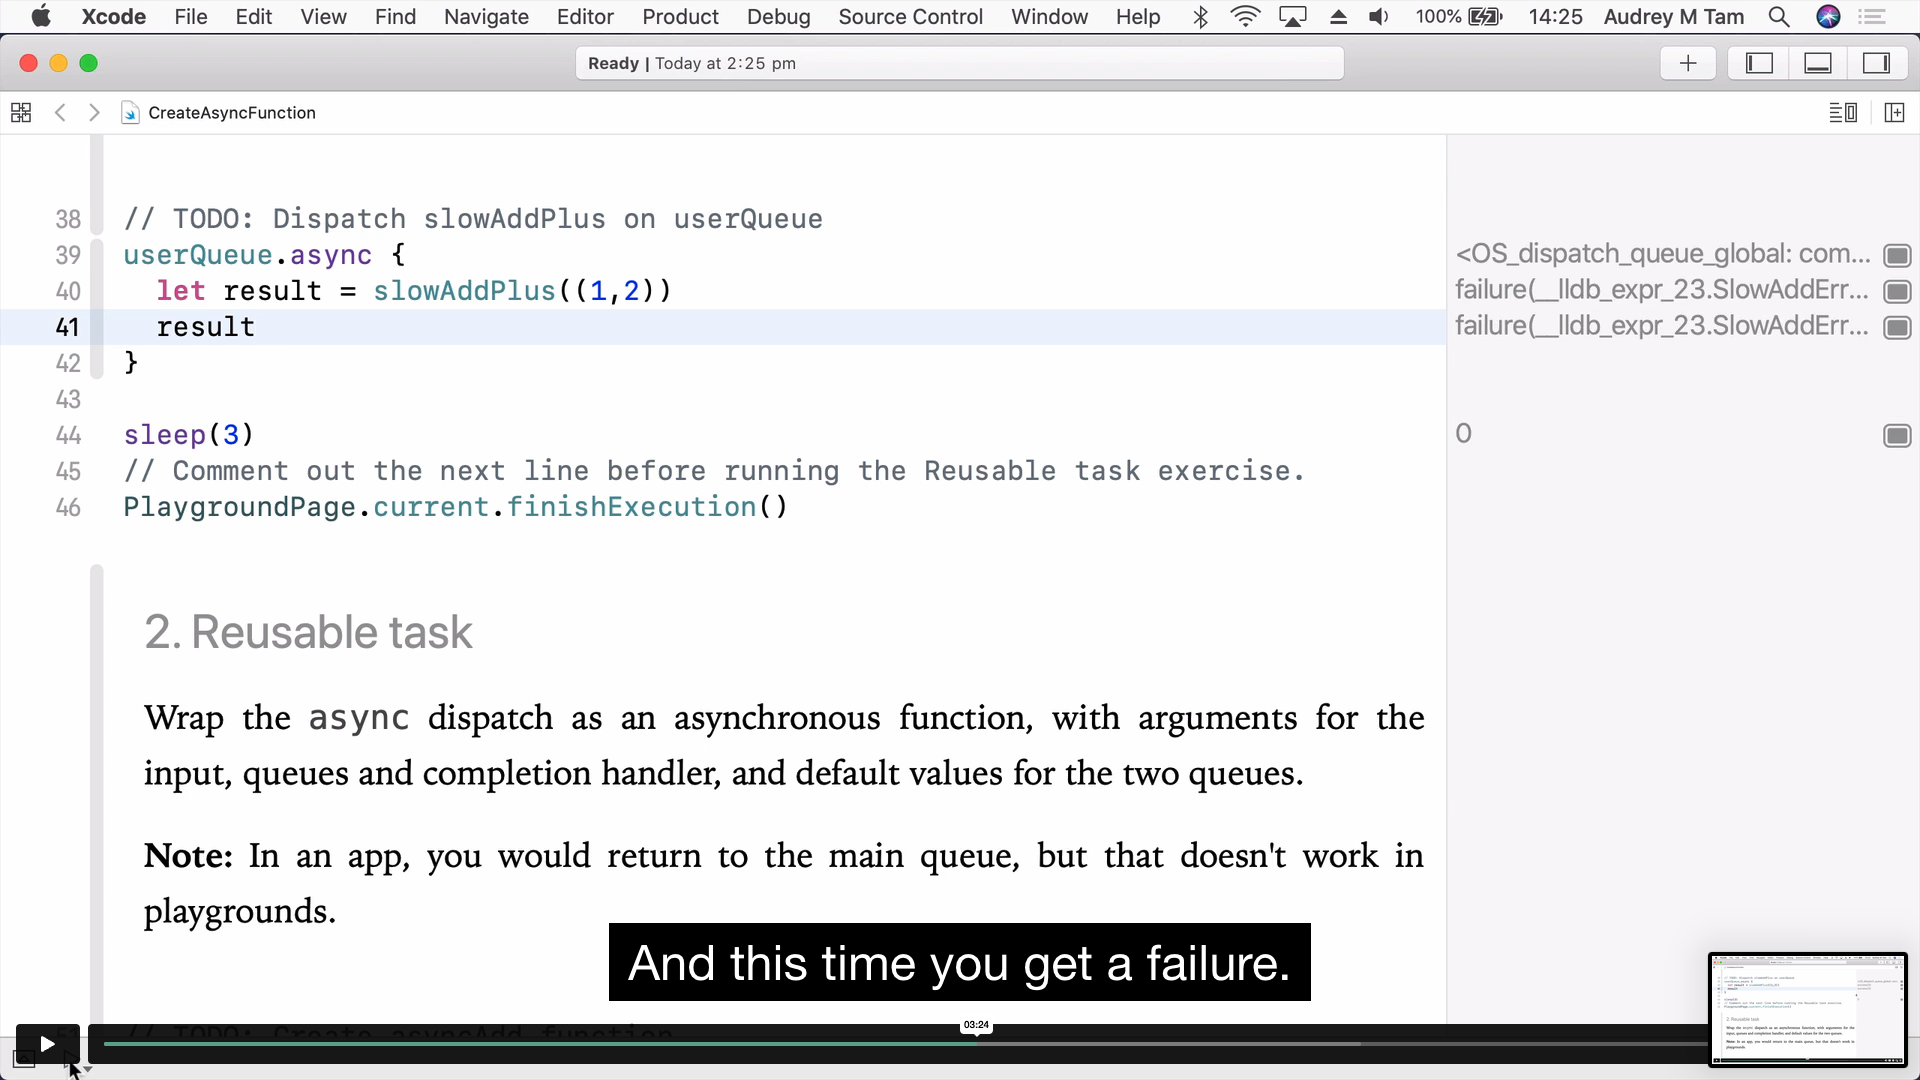 Xcode File Edit View Find Navigate Editor Product Debug Source Control Window Help 100% 14:25 Audrey M Tam
Ready | Today at 2:25 pm
CreateAsyncFunction
38 // TODO: Dispatch slowAddPlus on userQueue
39 userQueue.async {
<OS_dispatch_queue_global: com...
40 let result = slowAddPlus((1,2))
failure(__lldb_expr_23.SlowAddErr...
41 result
failure(__lldb_expr_23.SlowAddErr...
42 }
43
44 sleep(3)
0
45 // Comment out the next line before running the Reusable task exercise.
46 PlaygroundPage.current.finishExecution()
2. Reusable task
Wrap the async dispatch as an asynchronous function, with arguments for the
input, queues and completion handler, and default values for the two queues.
Note: In an app, you would return to the main queue, but that doesn't work in
playgrounds.
And this time you get a failure.
// TODO: Create asyncAdd function
03:24